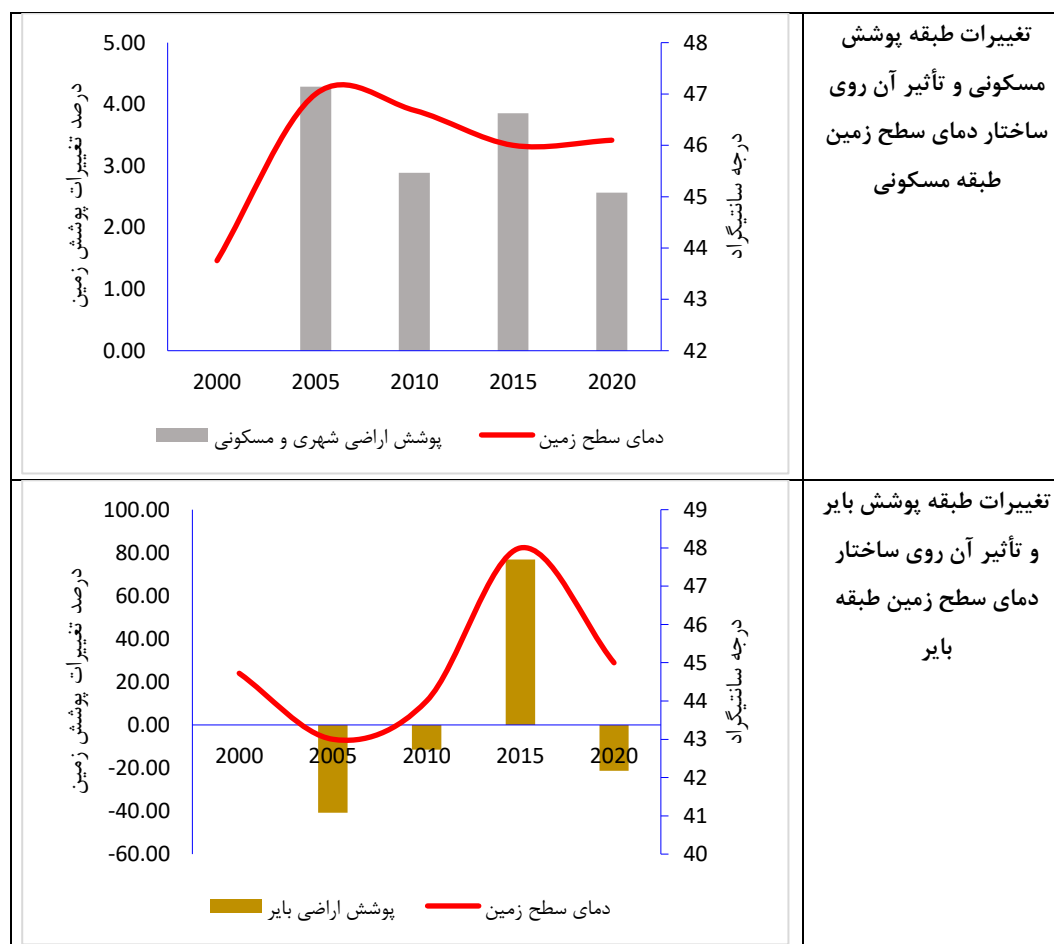 تغییرات طبقه پوشش
مسکونی و تأثیر آن روی
ساختار دمای سطح زمین
طبقه مسکونی
درصد تغییرات پوشش زمین
5.00
4.00
3.00
2.00
1.00
0.00
48
47
46
45
44
43
42
درجه سانتیگراد
2000 2005 2010 2015 2020
پوشش اراضی شهری و مسکونی دمای سطح زمین
تغییرات طبقه پوشش بایر
و تأثیر آن روی ساختار
دمای سطح زمین طبقه
بایر
درصد تغییرات پوشش زمین
100.00
80.00
60.00
40.00
20.00
0.00
-20.00
-40.00
-60.00
49
48
47
46
45
44
43
42
41
40
درجه سانتیگراد
2000 2005 2010 2015 2020
پوشش اراضی بایر دمای سطح زمین